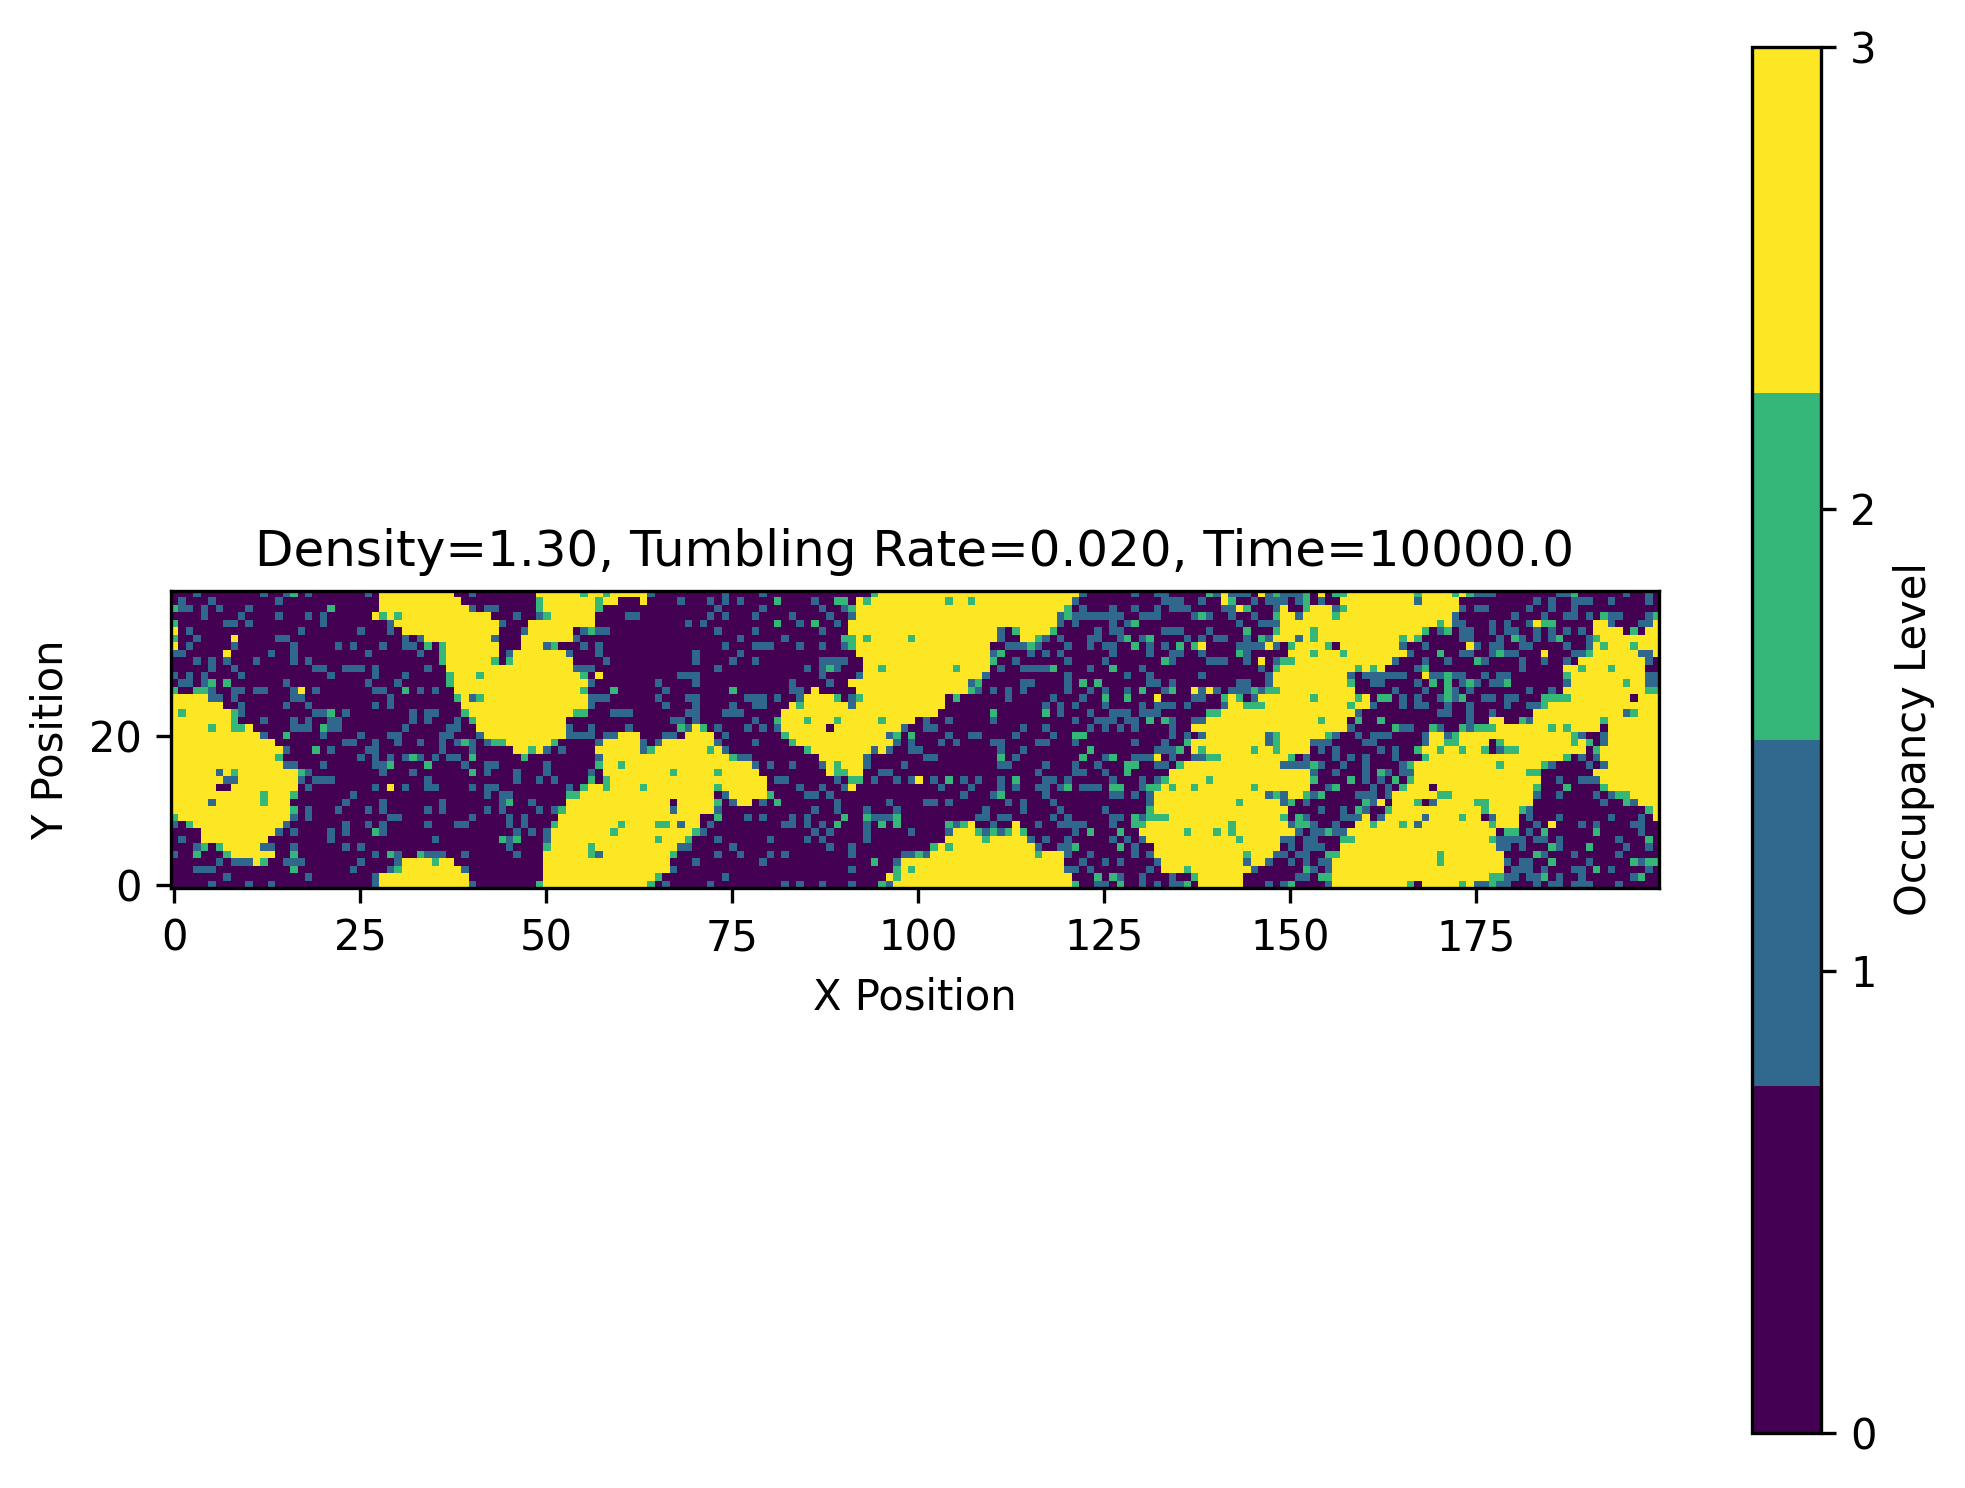 Density=1.30, Tumbling Rate=0.020, Time=10000.0
Y Position
20
0
0 25 50 75 100 125 150 175
X Position
3
2
1
0
Occupancy Level